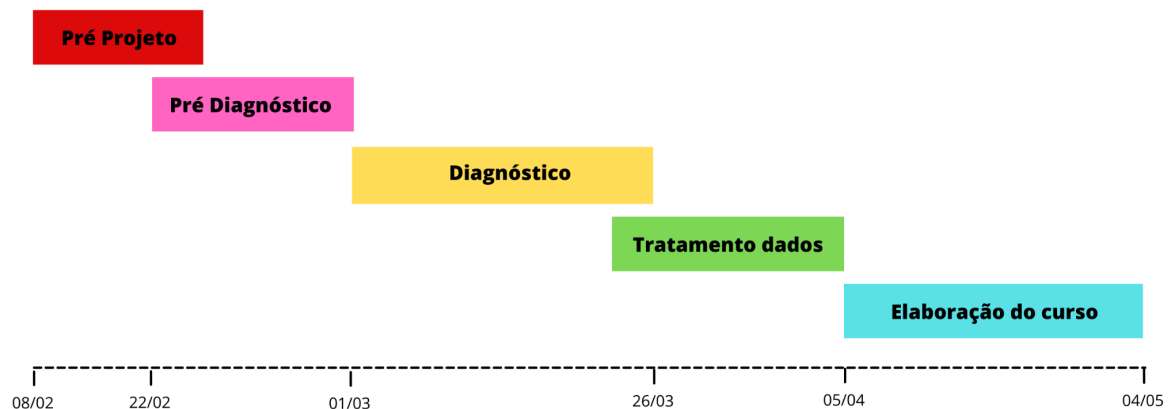 Pré Projeto
Pré Diagnóstico
Diagnóstico
Tratamento dados
Elaboração do curso
08/02
22/02
01/03
26/03
05/04
04/05